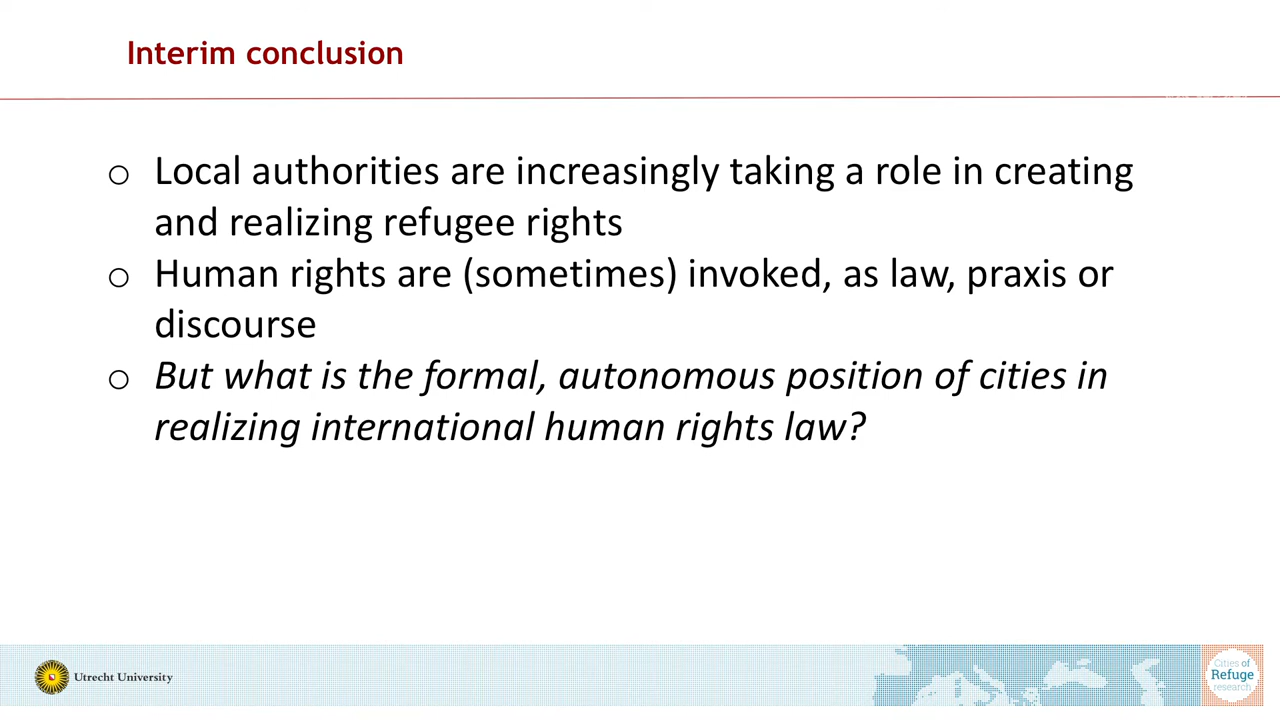 Interim conclusion
o Local authorities are increasingly taking a role in creating
and realizing refugee rights
o Human rights are (sometimes) invoked, as law, praxis or
discourse
o But what is the formal, autonomous position of cities in
realizing international human rights law?
Utrecht University
Cities of
Refuge
research